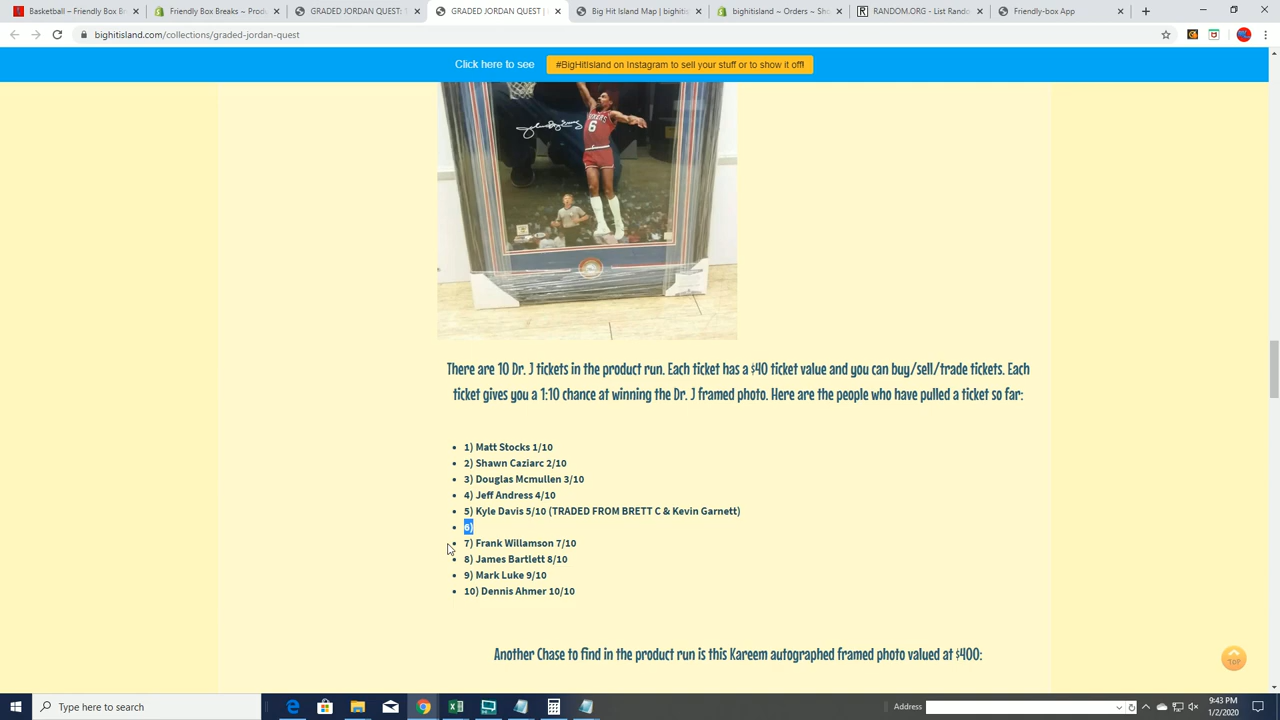 Basketball – Friendly Box Br
Friendly Box Breaks ~ Prod
GRADED JORDAN QUEST: 
GRADED JORDAN QUEST –
Big Hit Island | BigHitIsland
bighitisland ~ Orders ~ Sho
RANDOM.ORG - List Rando
Friendly-box App
bighitisland.com/collections/graded-jordan-quest
Click here to see #BigHitIsland on Instagram to sell your stuff or to show it off!
6
There are 10 Dr. J tickets in the product run. Each ticket has a $40 ticket value and you can buy/sell/trade tickets. Each
ticket gives you a 1:10 chance at winning the Dr. J framed photo. Here are the people who have pulled a ticket so far:
1) Matt Stocks 1/10
2) Shawn Caziarc 2/10
3) Douglas Mcmullen 3/10
4) Jeff Andress 4/10
5) Kyle Davis 5/10 (TRADED FROM BRETT C & Kevin Garnett)
6)
7) Frank Willamson 7/10
8) James Bartlett 8/10
9) Mark Luke 9/10
10) Dennis Ahmer 10/10
Another Chase to find in the product run is this Kareem autographed framed photo valued at $400:
TOP
Type here to search
Address
9:43 PM
1/2/2020